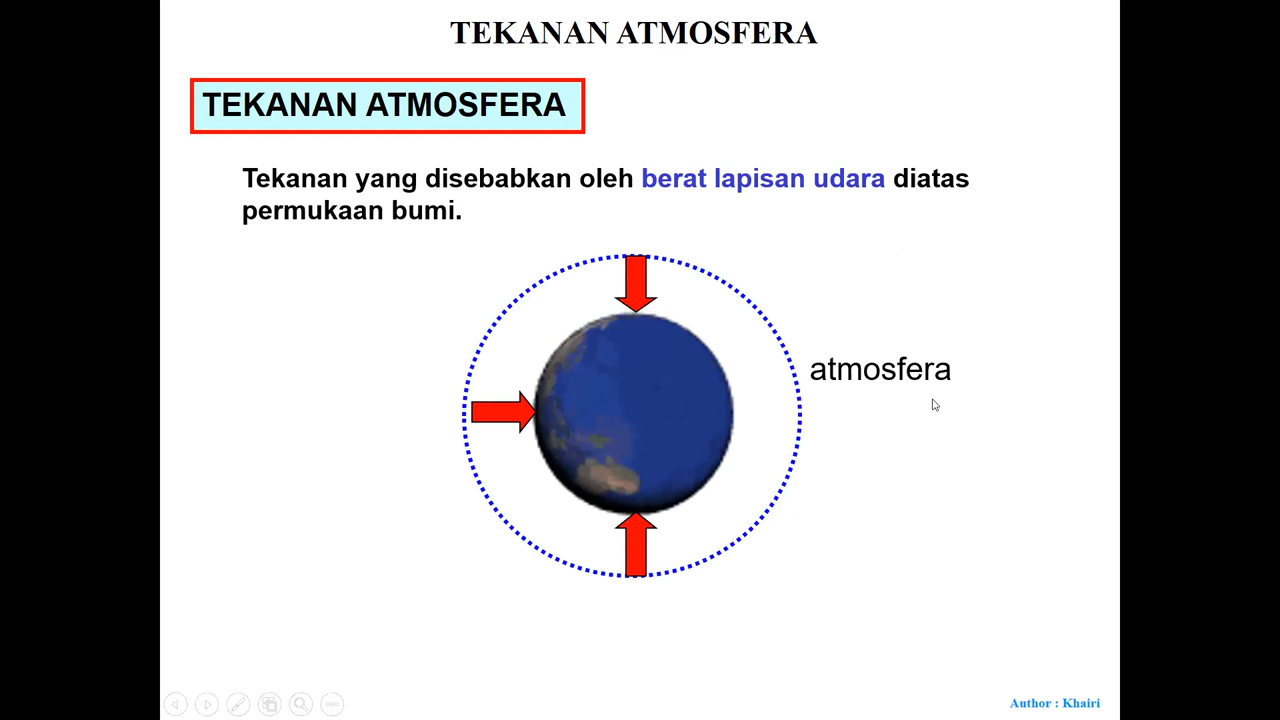 TEKANAN ATMOSFERA
TEKANAN ATMOSFERA
Tekanan yang disebabkan oleh berat lapisan udara diatas
permukaan bumi.
atmosfera
Author : Khairi